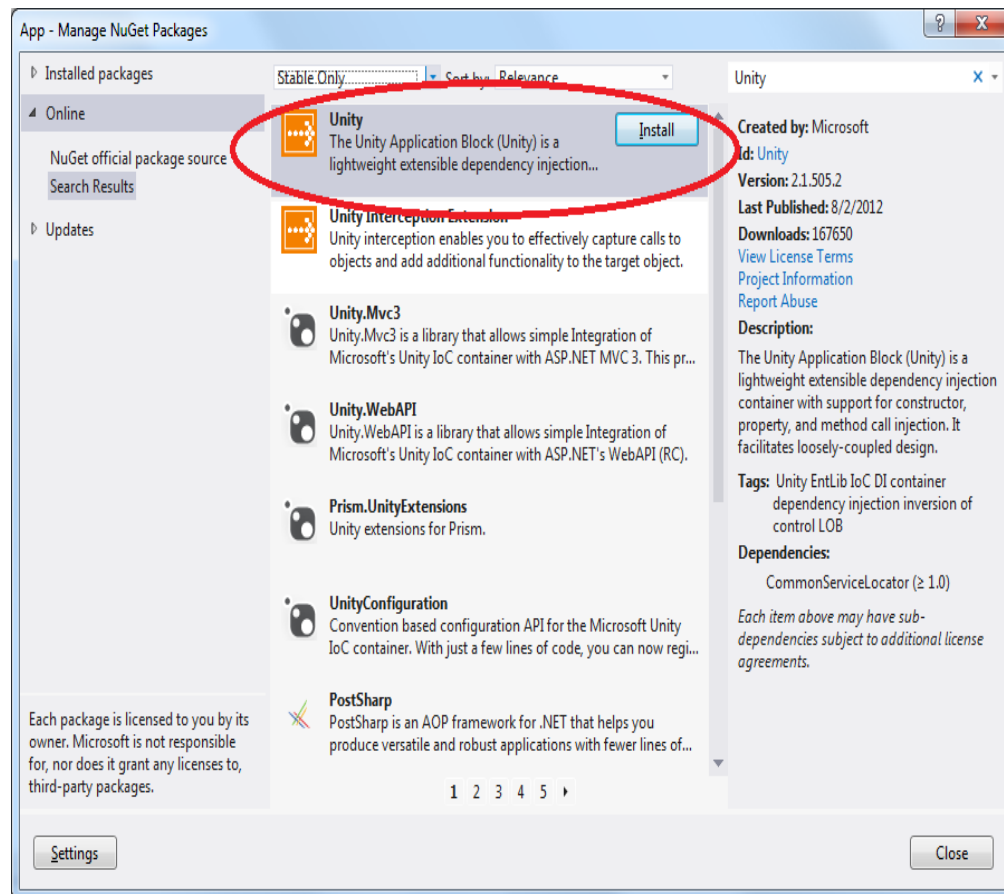 App - Manage NuGet Packages
Installed packages
Online
NuGet official package source
Search Results
Updates
Each package is licensed to you by its
owner. Microsoft is not responsible
for, nor does it grant any licenses to,
third-party packages.
Settings
Stable Only
Sort by: Relevance
Unity
Install
The Unity Application Block (Unity) is a
lightweight extensible dependency injection...
Unity Interception Extension
Unity interception enables you to effectively capture calls to
objects and add additional functionality to the target object.
Unity.Mvc3
Unity.Mvc3 is a library that allows simple Integration of
Microsoft's Unity IoC container with ASP.NET MVC 3. This pr...
Unity.WebAPI
Unity.WebAPI is a library that allows simple Integration of
Microsoft's Unity IoC container with ASP.NET's WebAPI (RC).
Prism.UnityExtensions
Unity extensions for Prism.
UnityConfiguration
Convention based configuration API for the Microsoft Unity
IoC container. With just a few lines of code, you can now regi...
PostSharp
PostSharp is an AOP framework for .NET that helps you
produce versatile and robust applications with fewer lines of...
1 2 3 4 5
Unity
Created by: Microsoft
Id: Unity
Version: 2.1.505.2
Last Published: 8/2/2012
Downloads: 167650
View License Terms
Project Information
Report Abuse
Description:
The Unity Application Block (Unity) is a
lightweight extensible dependency injection
container with support for constructor,
property, and method call injection. It
facilitates loosely-coupled design.
Tags: Unity EntLib IoC DI container
dependency injection inversion of
control LOB
Dependencies:
CommonServiceLocator (≥ 1.0)
Each item above may have sub-
dependencies subject to additional license
agreements.
Close